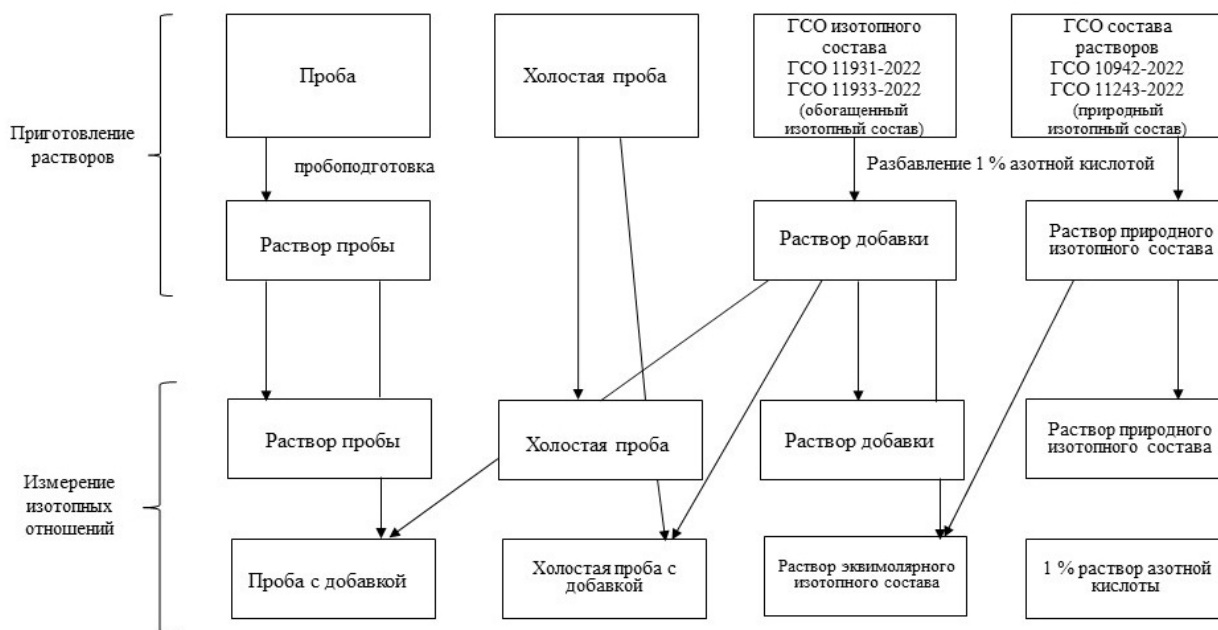 Проба
Холостая проба
ГСО изотопного
состава
ГСО 11931-2022
ГСО 11933-2022
(обогащенный
изотопный состав)
ГСО состава
растворов
ГСО 10942-2022
ГСО 11243-2022
(природный
изотопный состав)
Приготовление
растворов
пробоподготовка
Разбавление 1 % азотной кислотой
Раствор пробы
Раствор добавки
Раствор природного
изотопного состава
Раствор пробы
Холостая проба
Раствор добавки
Раствор природного
изотопного состава
Измерение
изотопных
отношений
Проба с добавкой
Холостая проба с
добавкой
Раствор эквимолярного
изотопного состава
1 % раствор азотной
кислоты